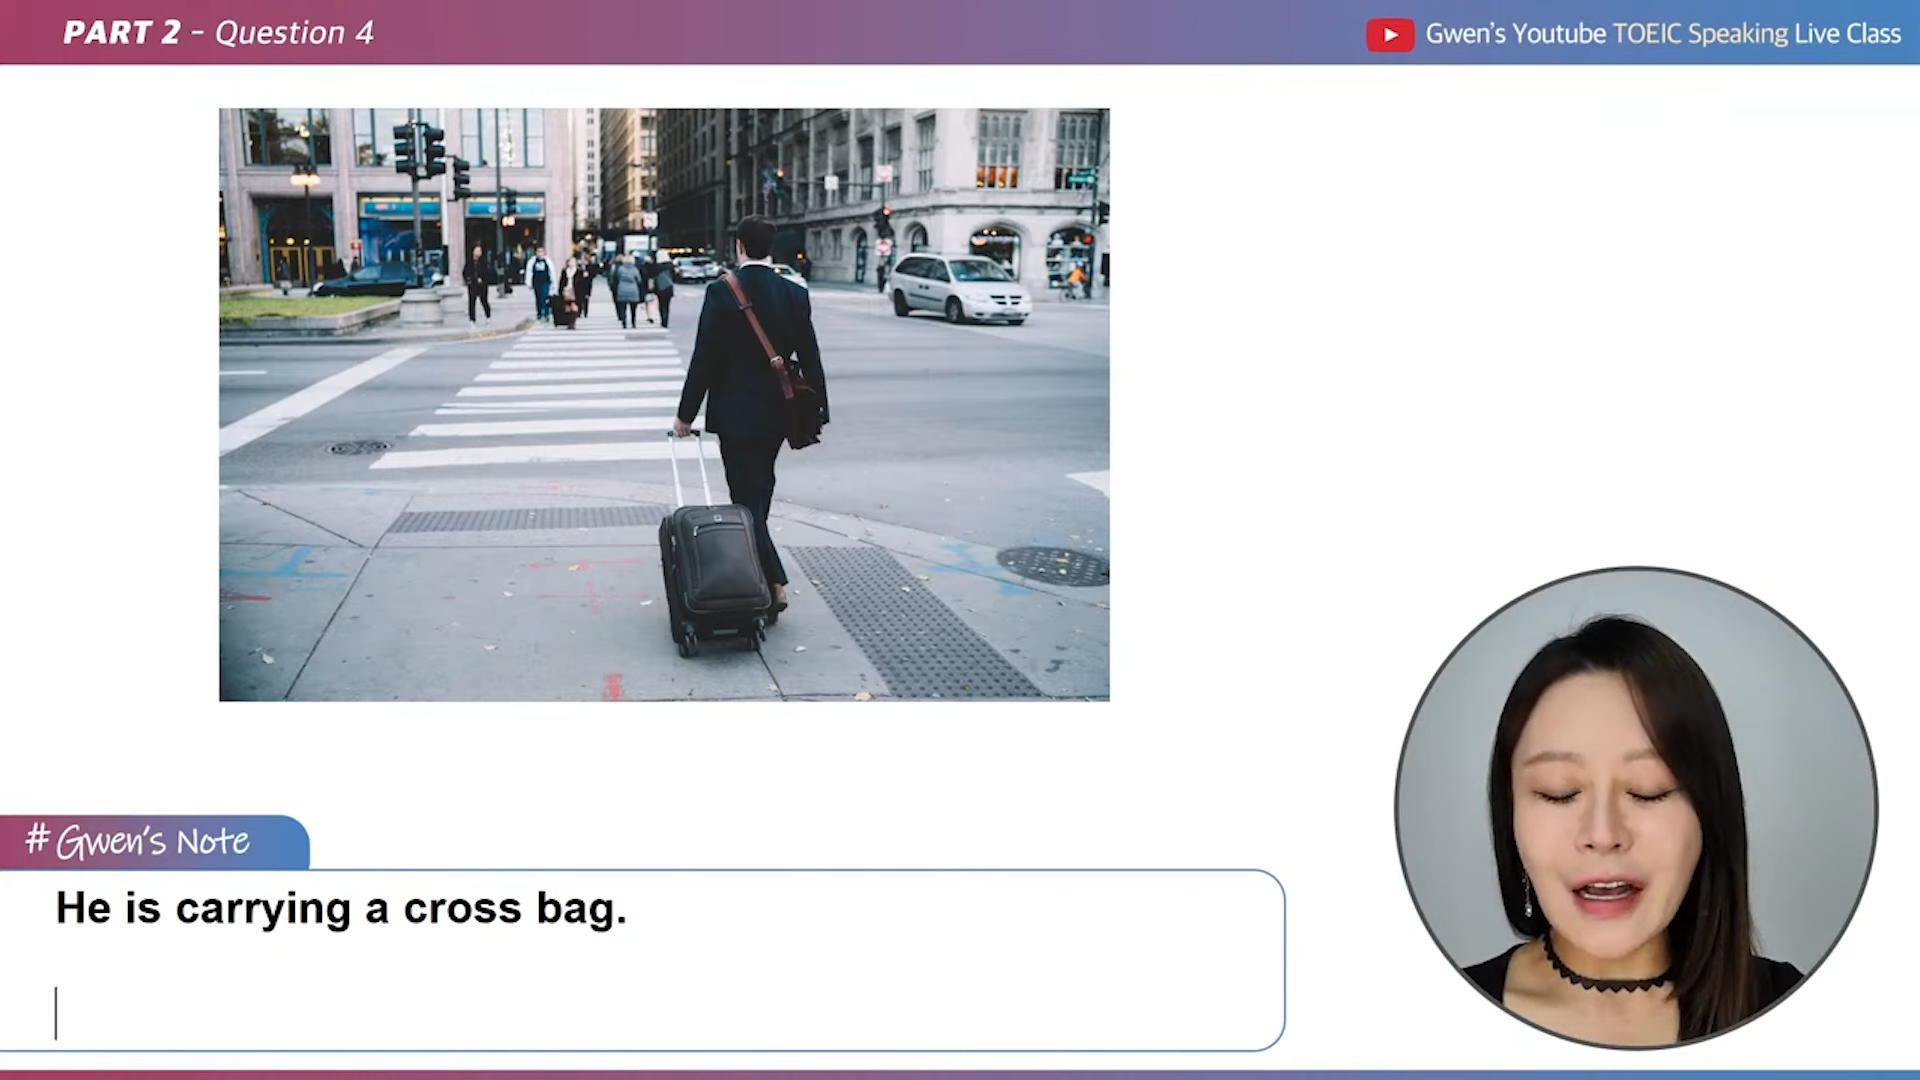 PART 2 - Question 4
Gwen's Youtube TOEIC Speaking Live Class
# Gwen's Note
He is carrying a cross bag.